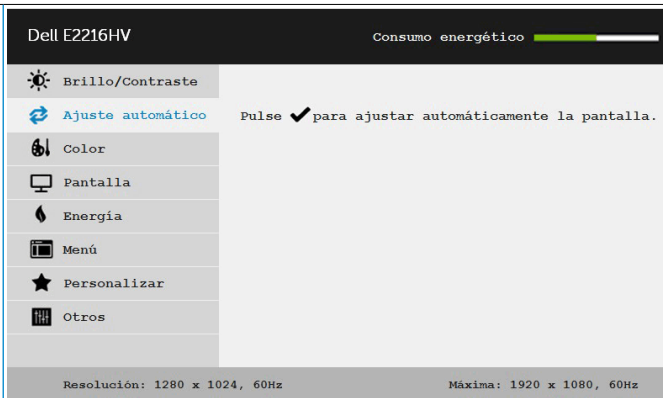 Dell E2216HV
Consumo energético
Brillo/Contraste
Ajuste automático
Pulse para ajustar automáticamente la pantalla.
Color
Pantalla
Energía
Menú
Personalizar
Otros
Resolución: 1280 x 1024, 60Hz
Máxima: 1920 x 1080, 60Hz